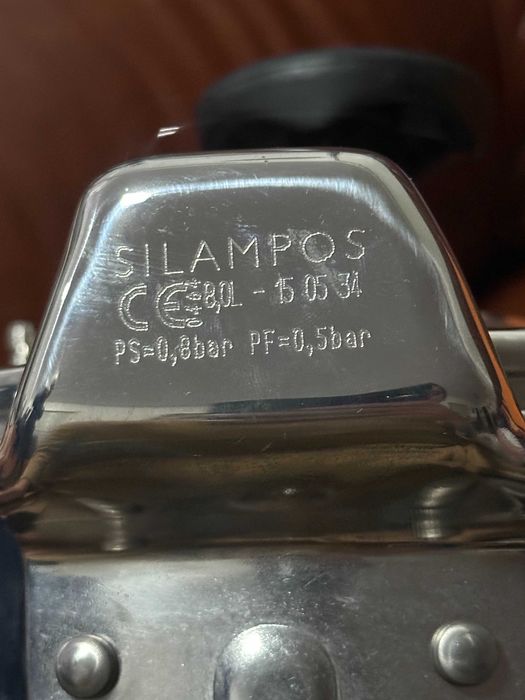 SILAMPOS
CE 8,0L - 15 05 34
PS=0,8bar PF=0,5bar